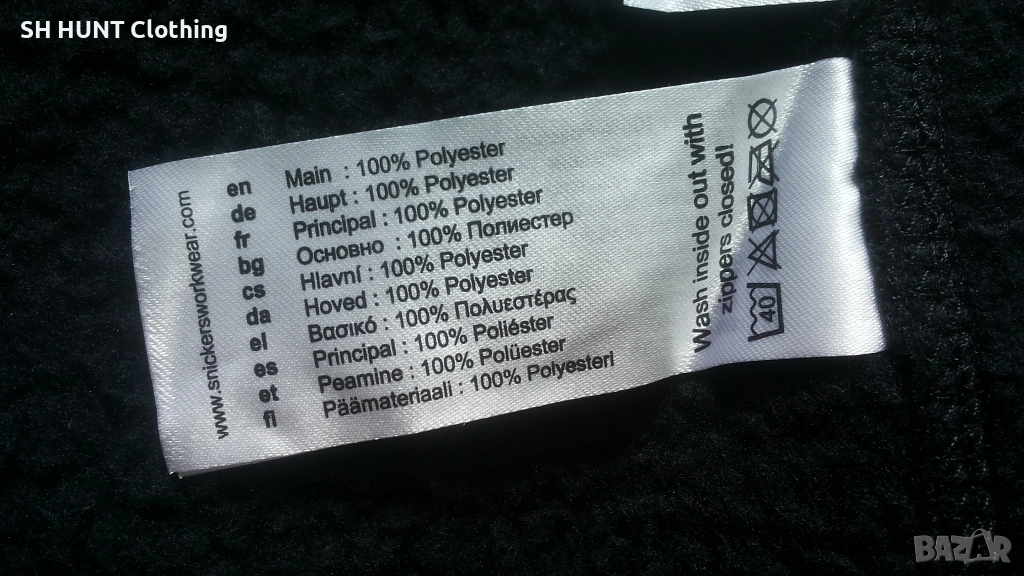 SH HUNT Clothing
www.snickersworkwear.com
en Main : 100% Polyester
de Haupt : 100% Polyester
fr Principal : 100% Polyester
bg Основно : 100% Полиестер
cs Hlavní : 100% Polyester
da Hoved : 100% Polyester
el Βασικό : 100% Πολυεστέρας
es Principal : 100% Poliéster
et Peamine : 100% Polüester
fi Päämateriaali : 100% Polyesteri
Wash inside out with
zippers closed!
40
BAZAR